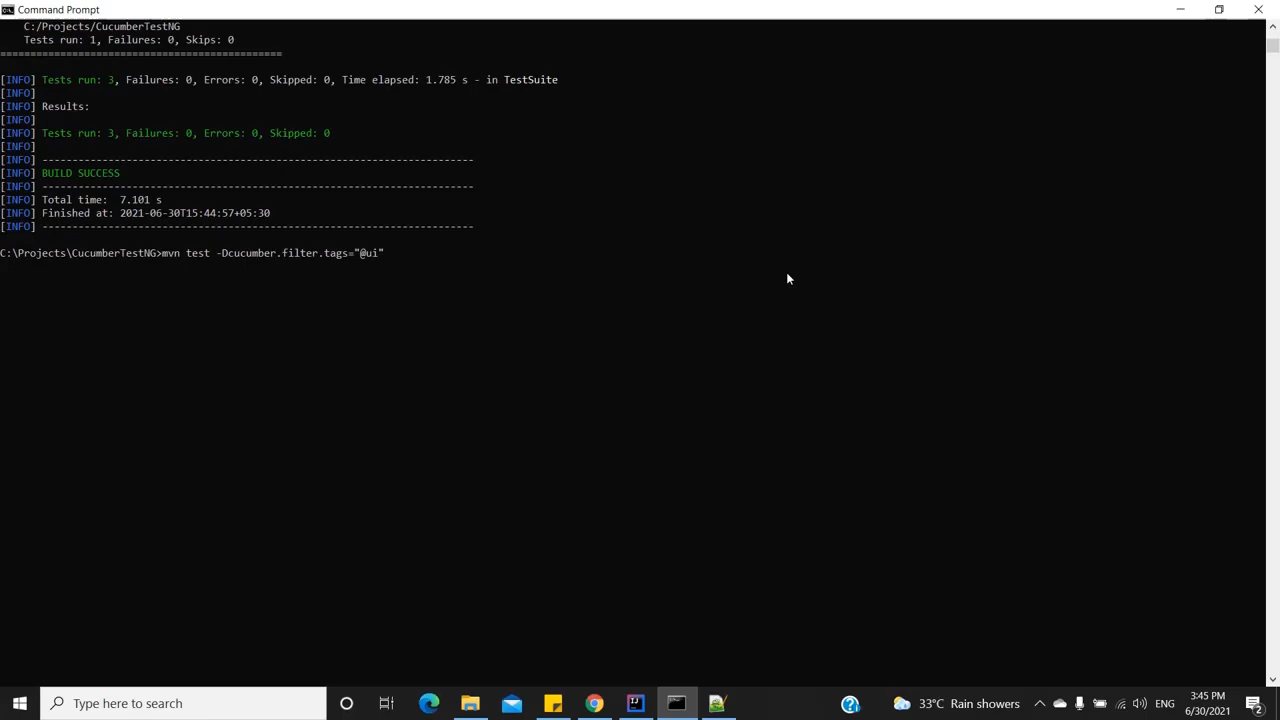 Command Prompt
C:/Projects/CucumberTestNG
Tests run: 1, Failures: 0, Skips: 0
===============================================
[INFO] Tests run: 3, Failures: 0, Errors: 0, Skipped: 0, Time elapsed: 1.785 s - in TestSuite
[INFO]
[INFO] Results:
[INFO]
[INFO] Tests run: 3, Failures: 0, Errors: 0, Skipped: 0
[INFO]
[INFO] ------------------------------------------------------------------------
[INFO] BUILD SUCCESS
[INFO] ------------------------------------------------------------------------
[INFO] Total time:  7.101 s
[INFO] Finished at: 2021-06-30T15:44:57+05:30
[INFO] ------------------------------------------------------------------------
C:\Projects\CucumberTestNG>mvn test -Dcucumber.filter.tags="@ui"
Type here to search
33°C Rain showers
ENG
3:45 PM
6/30/2021
2